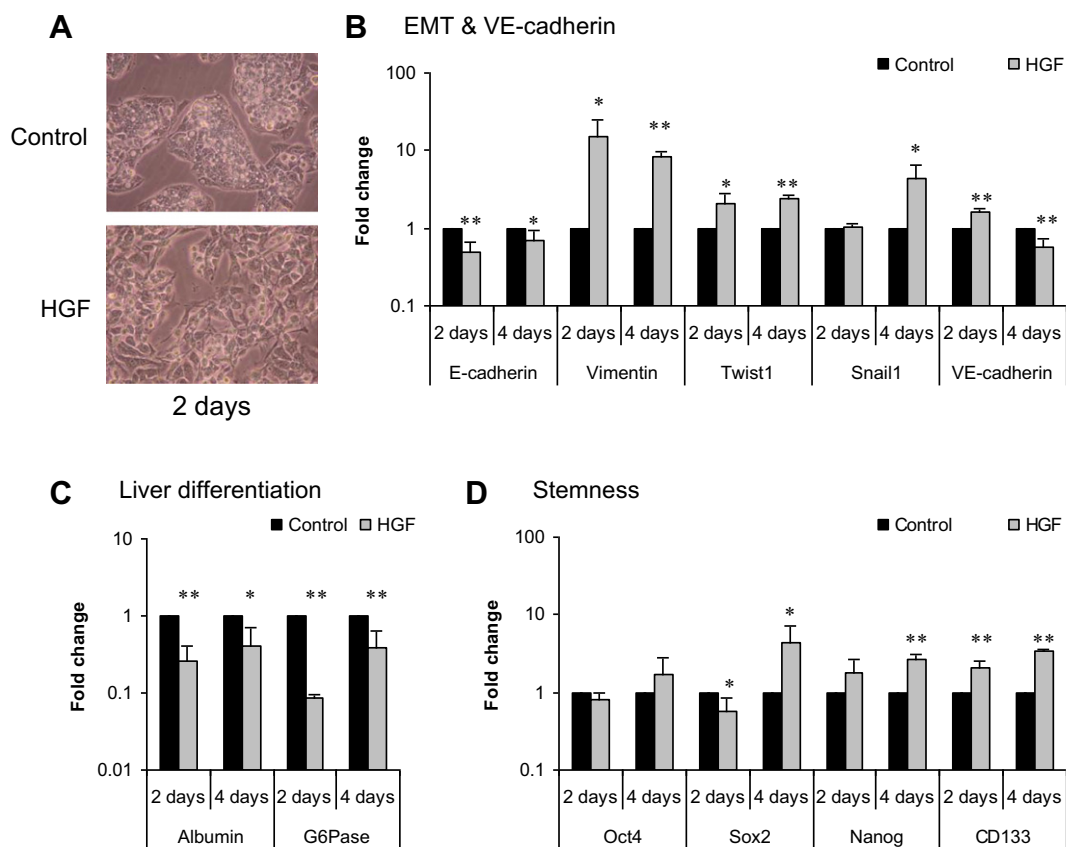 A
Control
HGF
2 days
B EMT & VE-cadherin
Control HGF
Fold change
100
10
1
0.1
* ** * ** * ** **
** *
2 days 4 days 2 days 4 days 2 days 4 days 2 days 4 days 2 days 4 days
E-cadherin Vimentin Twist1 Snail1 VE-cadherin
C Liver differentiation
Control HGF
Fold change
10
1
0.1
0.01
** * ** **
2 days 4 days 2 days 4 days
Albumin G6Pase
D Stemness
Control HGF
Fold change
100
10
1
0.1
* * ** ** **
2 days 4 days 2 days 4 days 2 days 4 days 2 days 4 days
Oct4 Sox2 Nanog CD133